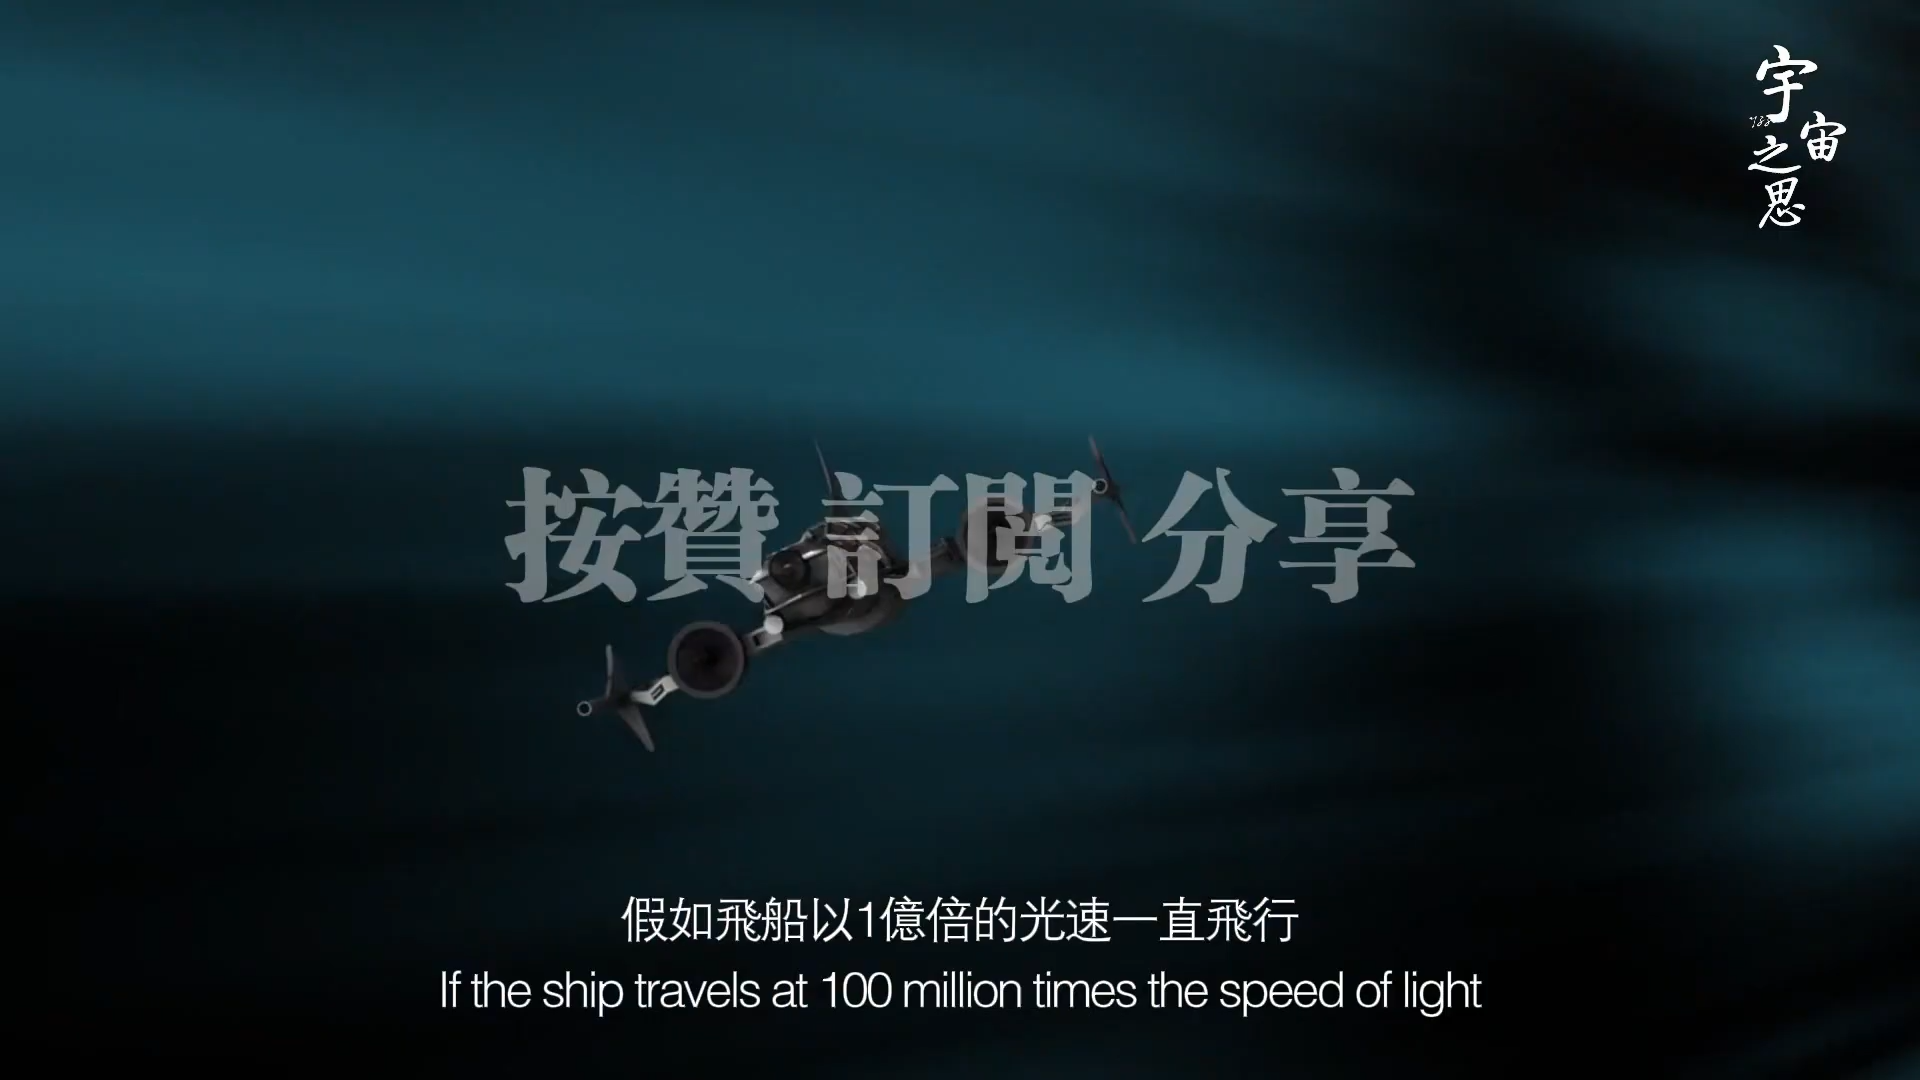 宇宙之思
按贊 訂閱 分享
假如飛船以1億倍的光速一直飛行
If the ship travels at 100 million times the speed of light